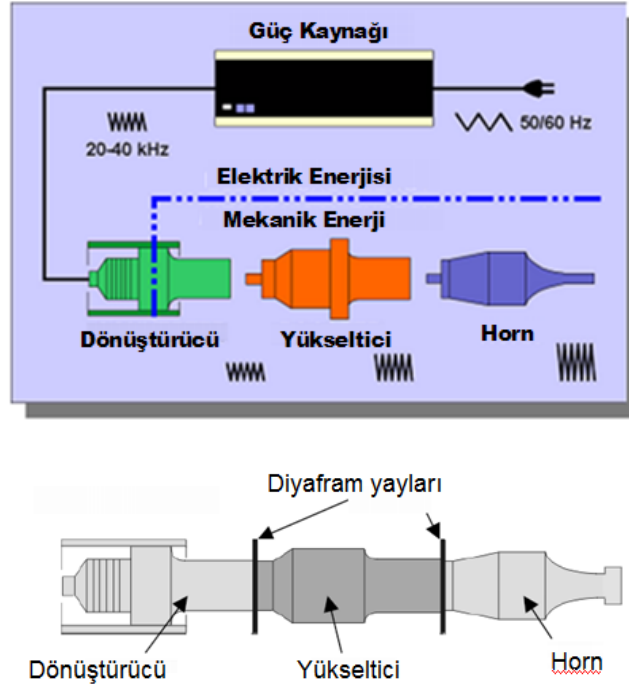 Güç Kaynağı
20-40 kHz
50/60 Hz
Elektrik Enerjisi
Mekanik Enerji
Dönüştürücü
Yükseltici
Horn
Diyafram yayları
Dönüştürücü
Yükseltici
Horn